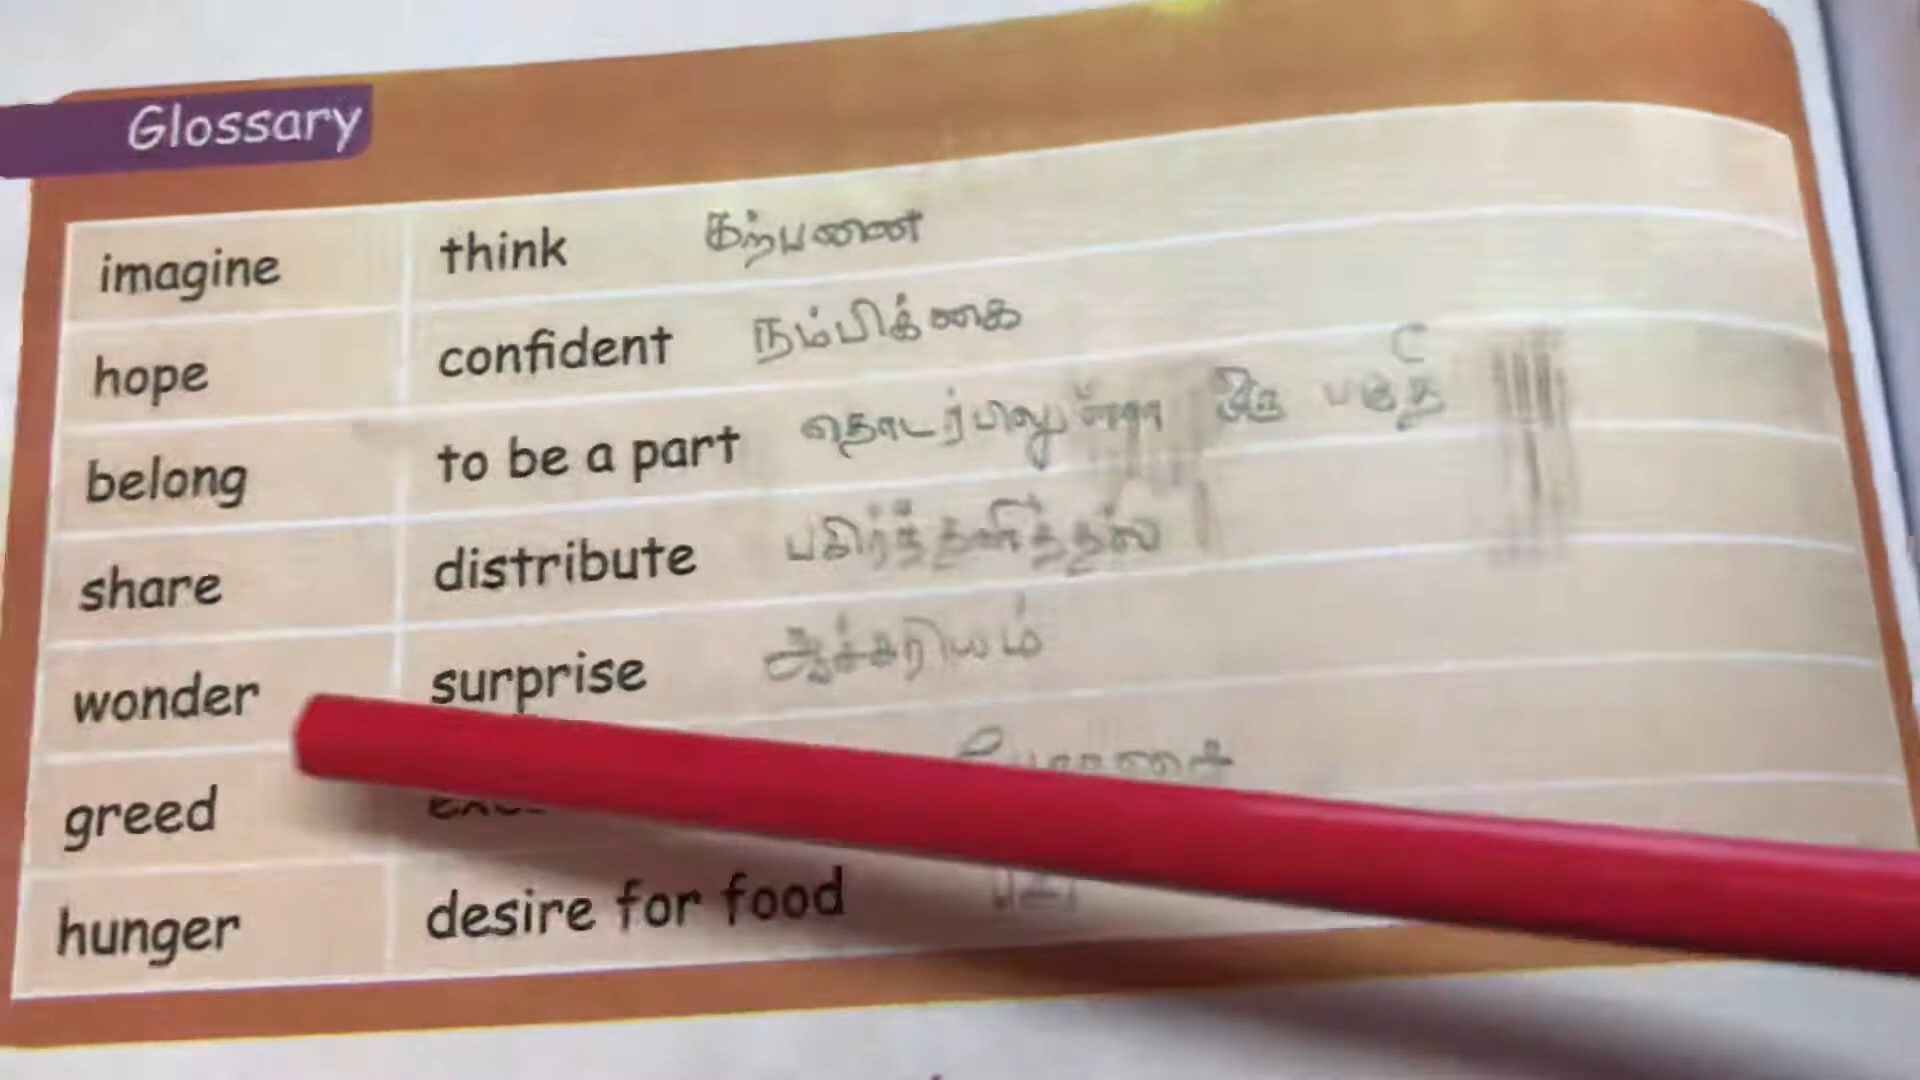 Glossary
imagine think கற்பனை
hope confident நம்பிக்கை
belong to be a part தொடர்பிலுள்ள ஒரு பகுதி
share distribute பகிர்ந்தளித்தல்
wonder surprise ஆச்சரியம்
greed
hunger desire for food